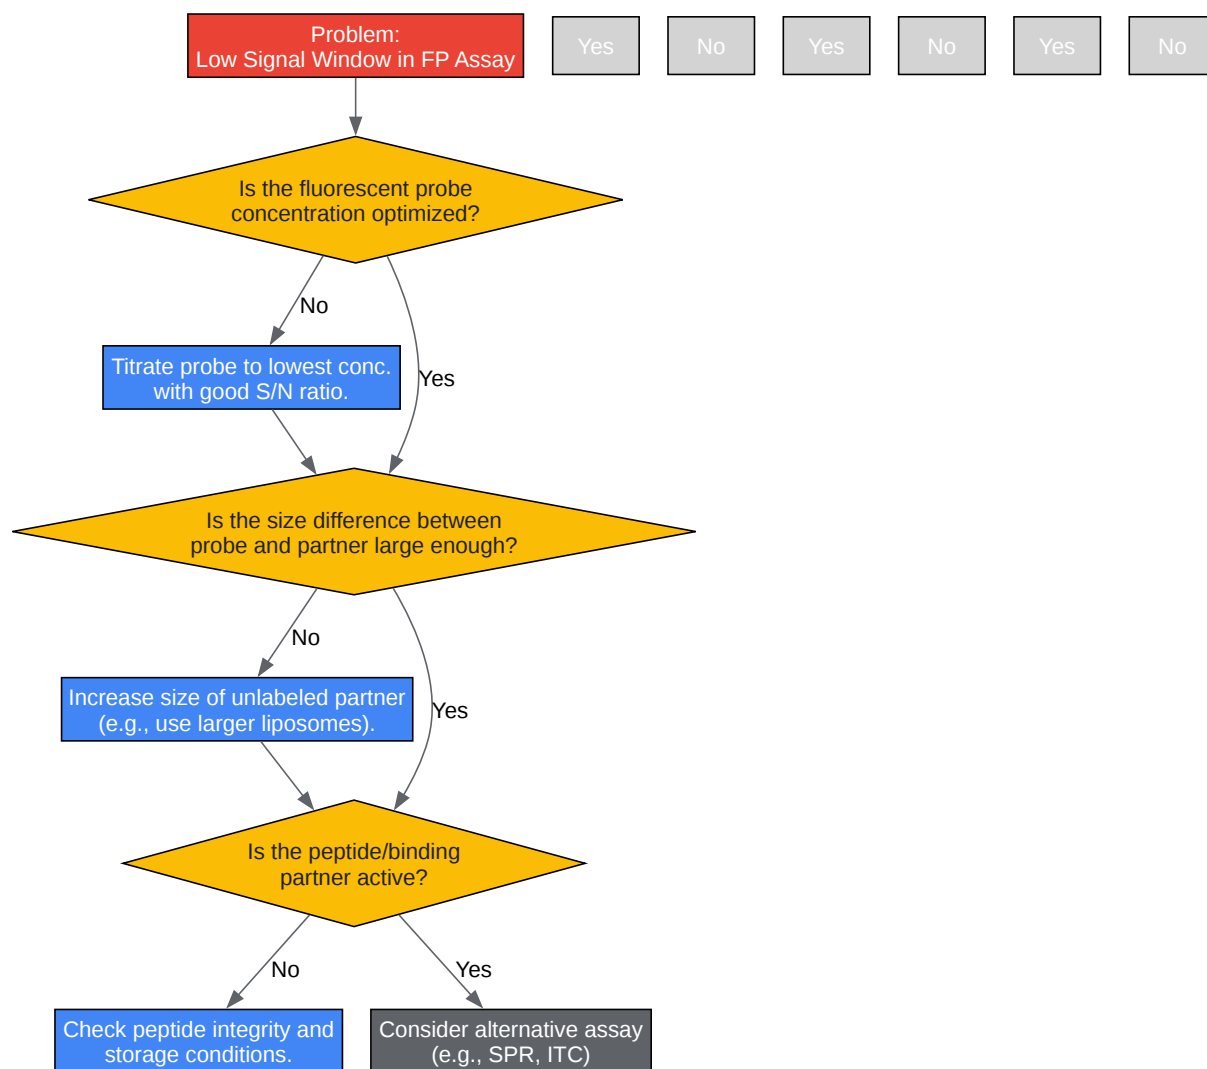 Problem:
Low Signal Window in FP Assay
Yes
No
Yes
No
Yes
No
Is the fluorescent probe
concentration optimized?
No
Titrate probe to lowest conc.
with good S/N ratio.
Yes
Is the size difference between
probe and partner large enough?
No
Increase size of unlabeled partner
(e.g., use larger liposomes).
Yes
Is the peptide/binding
partner active?
No
Yes
Check peptide integrity and
storage conditions.
Consider alternative assay
(e.g., SPR, ITC)